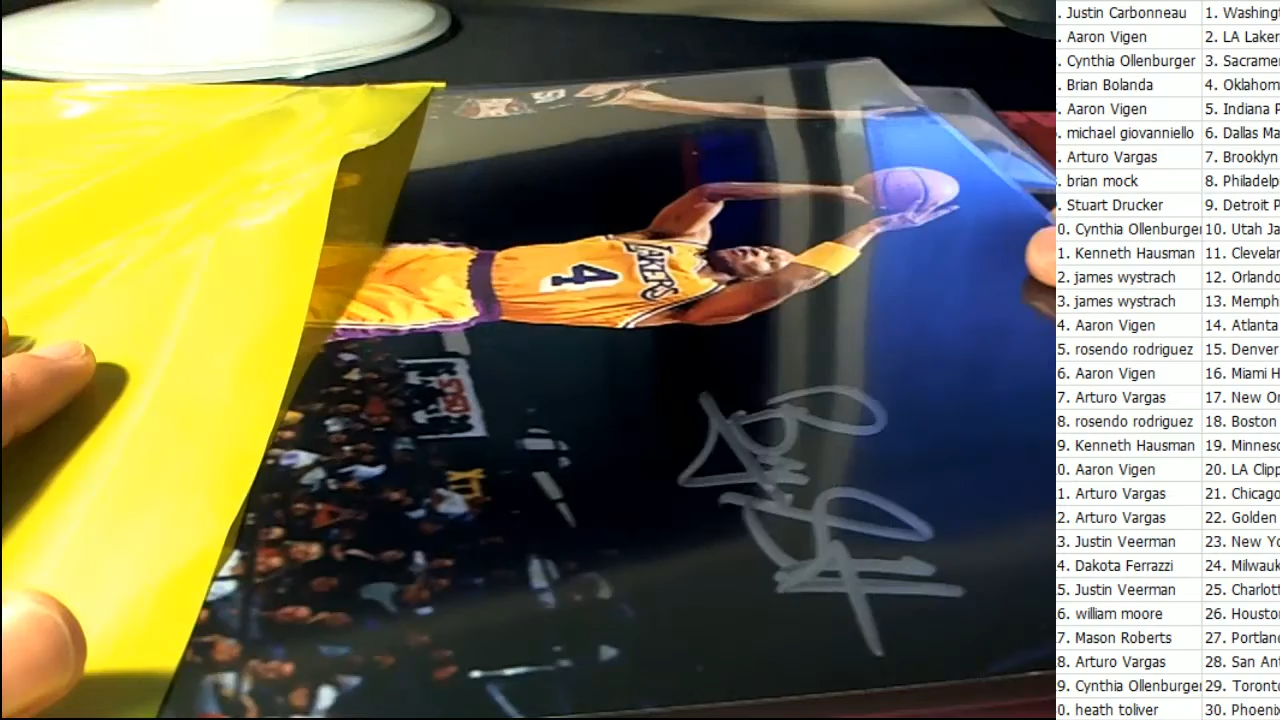 LAKERS
4
. Justin Carbonneau 1. Washingt
. Aaron Vigen 2. LA Laker
. Cynthia Ollenburger 3. Sacrame
. Brian Bolanda 4. Oklahom
. Aaron Vigen 5. Indiana P
. michael giovanniello 6. Dallas Ma
. Arturo Vargas 7. Brooklyn
. brian mock 8. Philadelp
. Stuart Drucker 9. Detroit P
0. Cynthia Ollenburger 10. Utah Ja
1. Kenneth Hausman 11. Clevelan
2. james wystrach 12. Orlando
3. james wystrach 13. Memph
4. Aaron Vigen 14. Atlanta
5. rosendo rodriguez 15. Denver
6. Aaron Vigen 16. Miami H
7. Arturo Vargas 17. New O
8. rosendo rodriguez 18. Boston
9. Kenneth Hausman 19. Minneso
0. Aaron Vigen 20. LA Clipp
1. Arturo Vargas 21. Chicago
2. Arturo Vargas 22. Golden
3. Justin Veerman 23. New Yo
4. Dakota Ferrazzi 24. Milwauk
5. Justin Veerman 25. Charlott
6. william moore 26. Housto
7. Mason Roberts 27. Portlan
8. Arturo Vargas 28. San Ant
9. Cynthia Ollenburger 29. Toronto
0. heath toliver 30. Phoeni